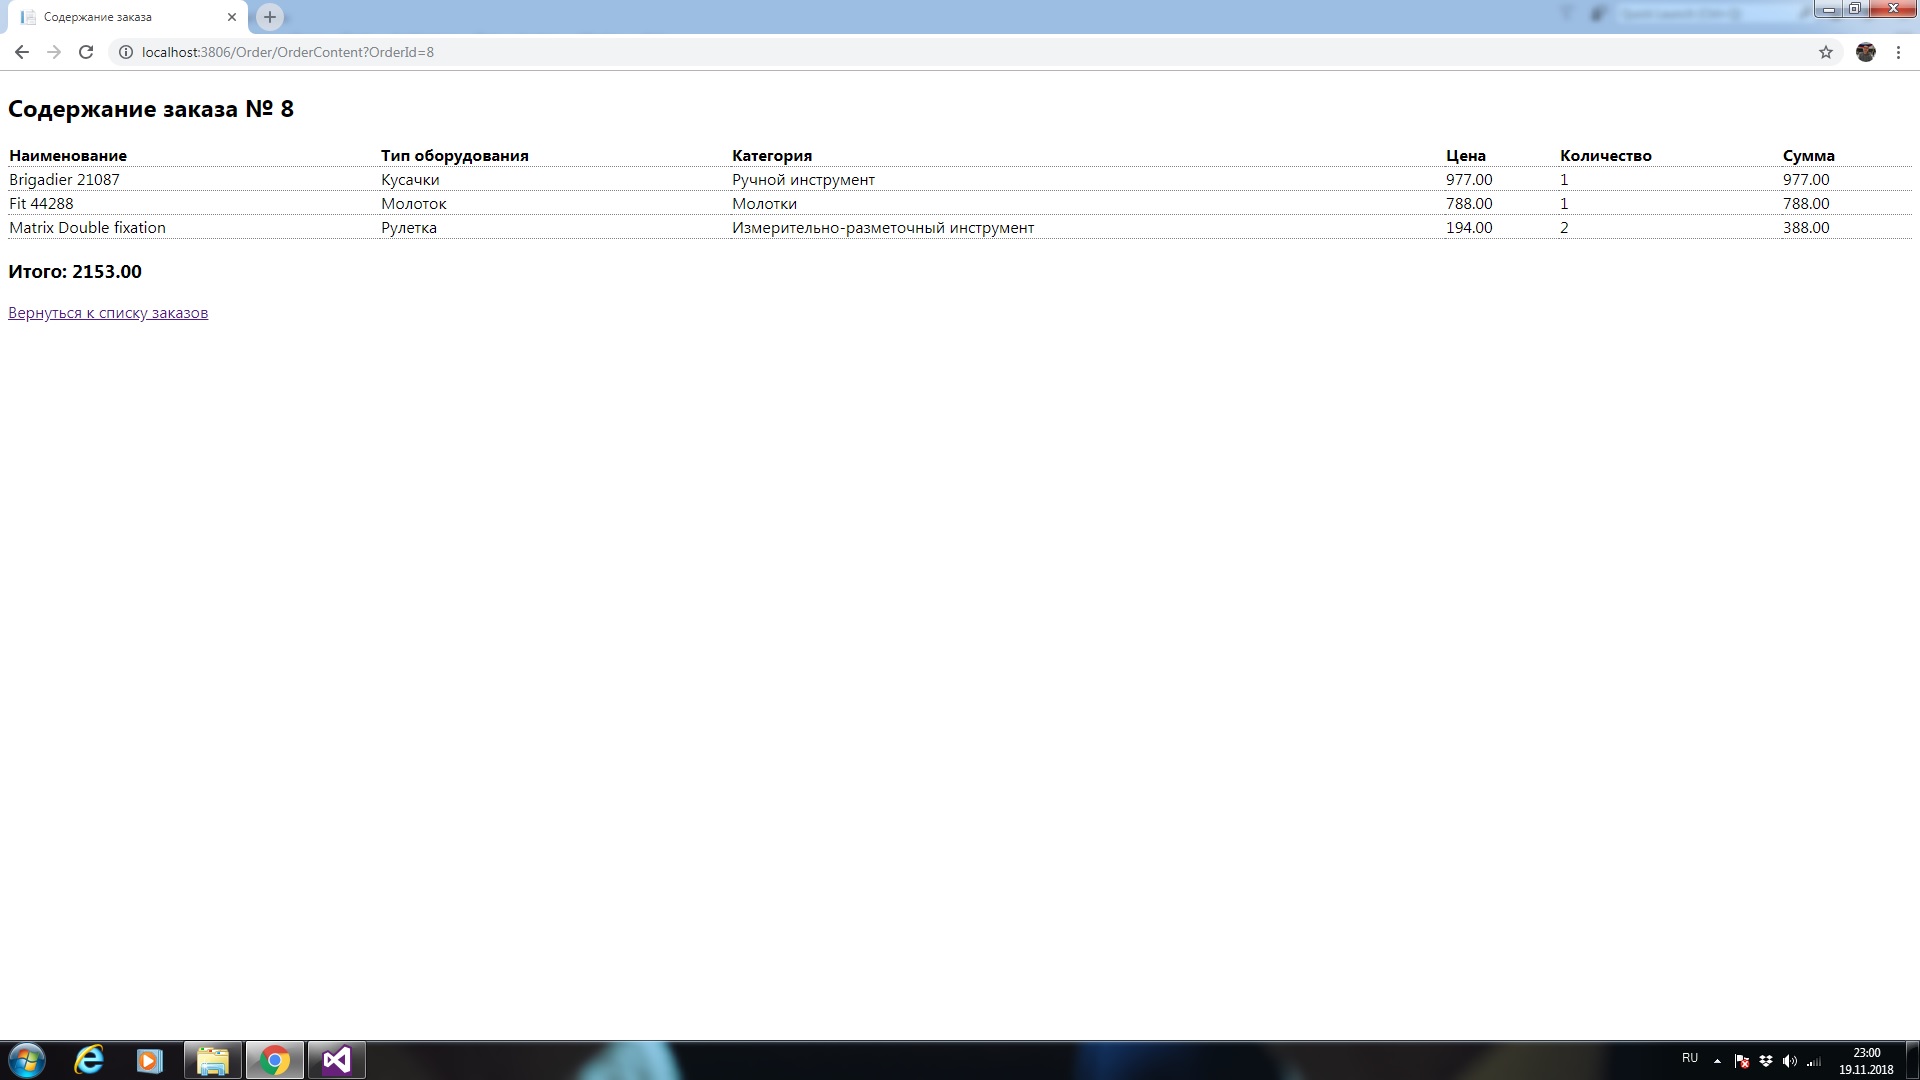 Содержание заказа
localhost:3806/Order/OrderContent?OrderId=8
Содержание заказа № 8
Наименование Тип оборудования Категория Цена Количество Сумма
Brigadier 21087 Кусачки Ручной инструмент 977.00 1 977.00
Fit 44288 Молоток Молотки 788.00 1 788.00
Matrix Double fixation Рулетка Измерительно-разметочный инструмент 194.00 2 388.00
Итого: 2153.00
Вернуться к списку заказов
RU
23:00
19.11.2018